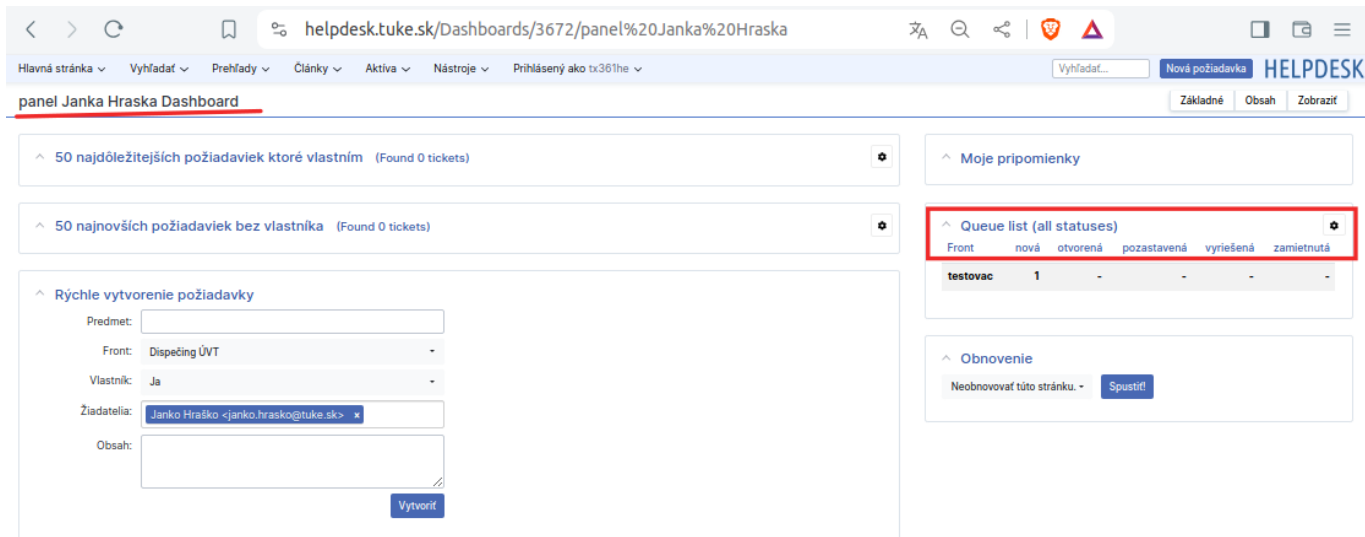 helpdesk.tuke.sk/Dashboards/3672/panel%20Janka%20Hraska
Hlavná stránka Vyhľadať Prehľady Články Aktíva Nástroje Prihlásený ako tx361he Vyhľadať... Nová požiadavka HELPDESK
panel Janka Hraska Dashboard Základné Obsah Zobraziť
50 najdôležitejších požiadaviek ktoré vlastním (Found 0 tickets)
50 najnovších požiadaviek bez vlastníka (Found 0 tickets)
Rýchle vytvorenie požiadavky
Predmet:
Front: Dispečing ÚVT
Vlastník: Ja
Žiadatelia: Janko Hraško <janko.hrasko@tuke.sk> x
Obsah:
Vytvoriť
Moje pripomienky
Queue list (all statuses)
Front nová otvorená pozastavená vyriešená zamietnutá
testovac 1 - - - -
Obnovenie
Neobnovovať túto stránku. Spustiť!